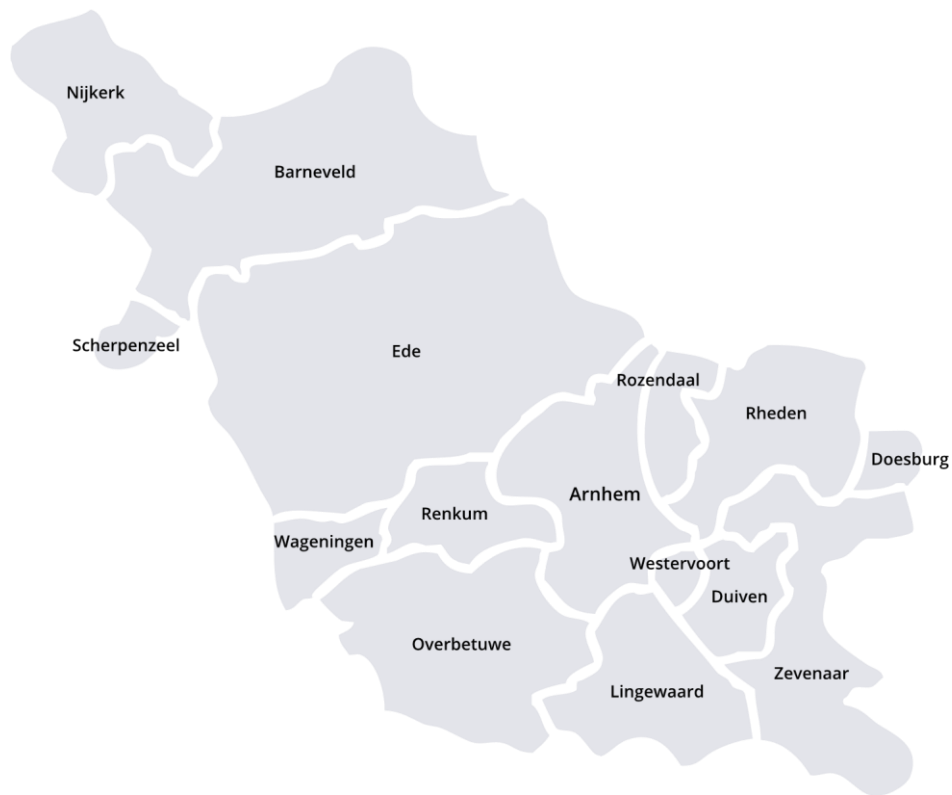 Nijkerk
Barneveld
Scherpenzeel
Ede
Rozendaal
Rheden
Doesburg
Arnhem
Renkum
Wageningen
Westervoort
Duiven
Overbetuwe
Zevenaar
Lingewaard